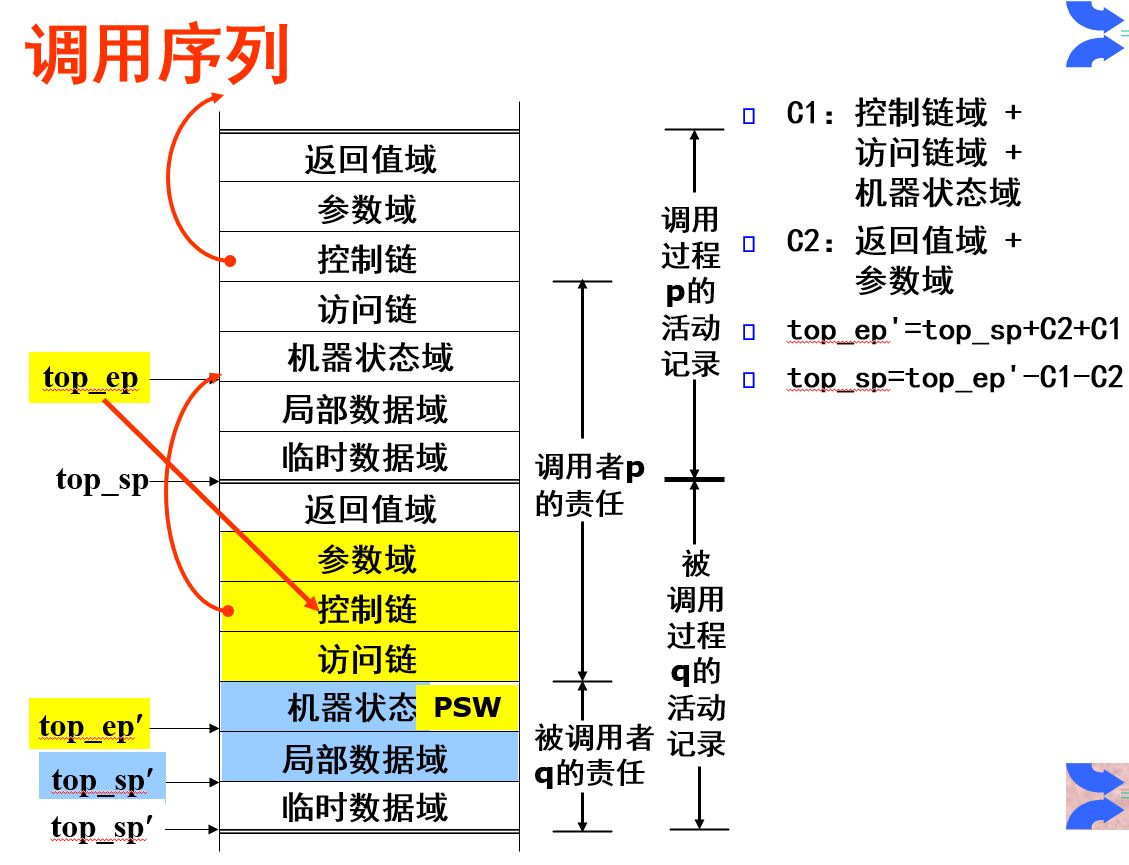 调用序列
返回值域
参数域
控制链
访问链
机器状态域
局部数据域
临时数据域
返回值域
参数域
控制链
访问链
机器状态
PSW
局部数据域
临时数据域
top_ep
top_sp
top_ep′
top_sp′
top_sp′
调用者p
的责任
被调用者
q的责任
调用
过程
p的
活动
记录
被
调用
过程
q的
活动
记录
C1：控制链域 +
访问链域 +
机器状态域
C2：返回值域 +
参数域
top_ep'=top_sp+C2+C1
top_sp=top_ep'-C1-C2